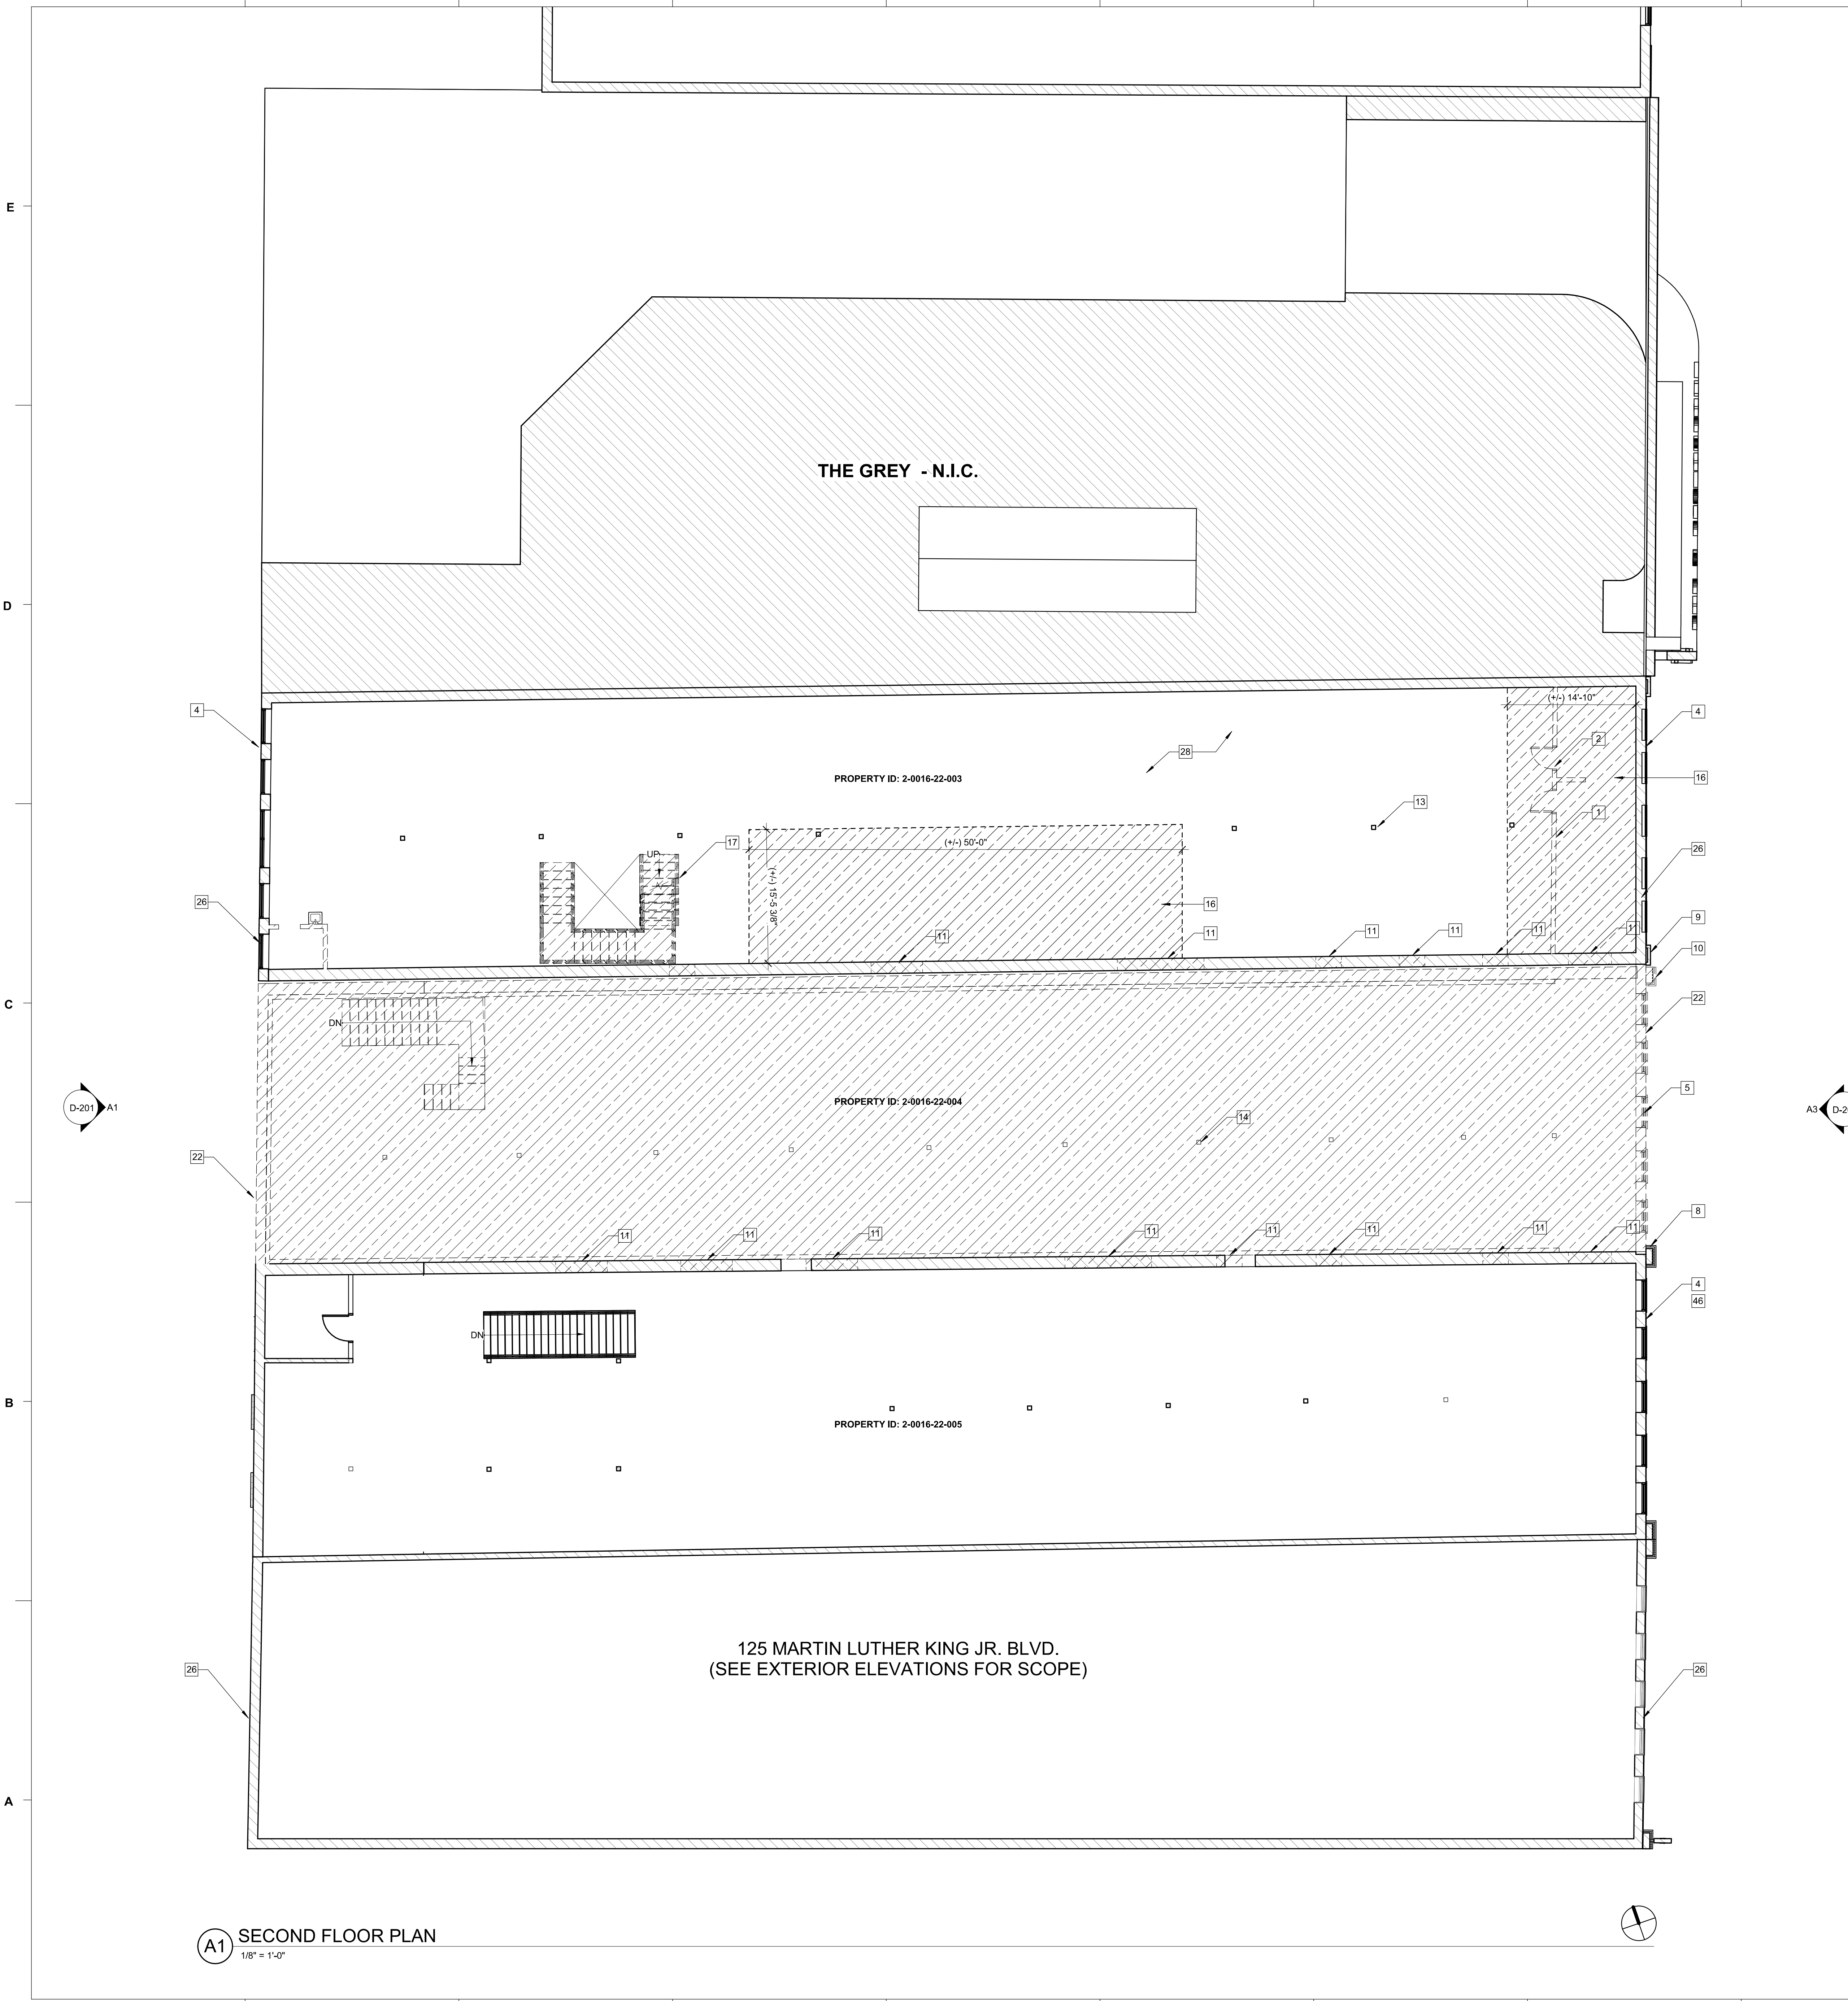 E
THE GREY - N.I.C.
D
4
(+/-) 14'-10"
4
2
28
16
PROPERTY ID: 2-0016-22-003
13
1
17
(+/-) 50'-0"
26
UP
(+/-) 15'-5 3/8"
26
16
9
11
11
11
11
11
11
10
C
22
DN
5
D-201
A1
PROPERTY ID: 2-0016-22-004
A3
14
22
8
11
11
11
11
11
11
11
11
4
46
DN
B
PROPERTY ID: 2-0016-22-005
125 MARTIN LUTHER KING JR. BLVD.
(SEE EXTERIOR ELEVATIONS FOR SCOPE)
26
26
A
A1
SECOND FLOOR PLAN
1/8" = 1'-0"